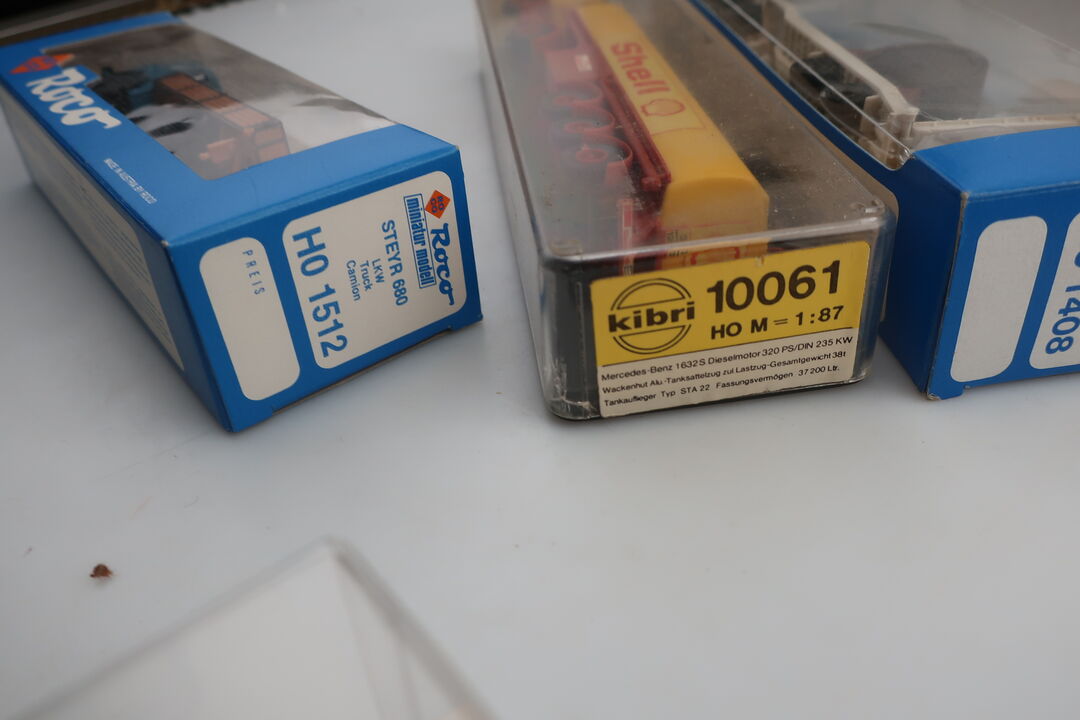 Roco
PREIS
HO 1512
STEYR 680
LKW
Truck
Camion
miniatur modell
Roco
Shell
kibri
10061
HO M = 1:87
Mercedes-Benz 1632 S Dieselmotor 320 PS/DIN 235 KW
Wackenhut Alu-Tanksattelzug zul Lastzug-Gesamtgewicht 38t
Tankauflieger Typ STA 22 Fassungsvermögen 37 200 Ltr.
1408